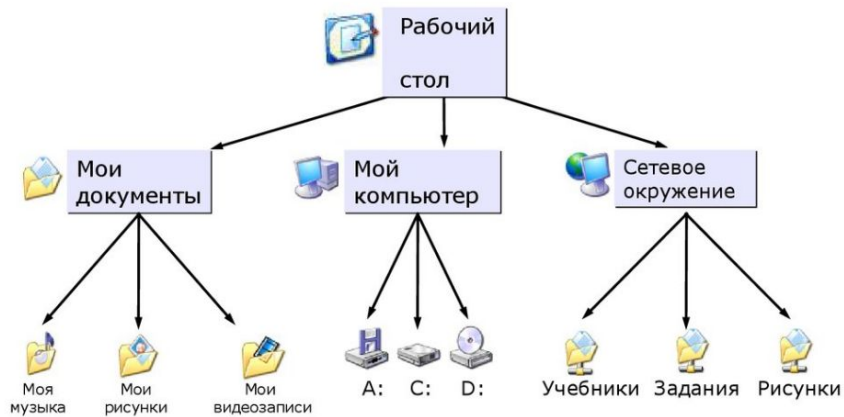 Рабочий
стол
Мои
документы
Мой
компьютер
Сетевое
окружение
Моя
музыка
Мои
рисунки
Мои
видеозаписи
A:
C:
D:
Учебники
Задания
Рисунки